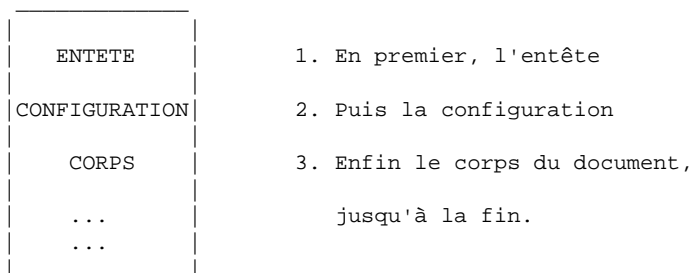 ENTETE 1. En premier, l'entête
CONFIGURATION 2. Puis la configuration
CORPS 3. Enfin le corps du document,
... jusqu'à la fin.
...